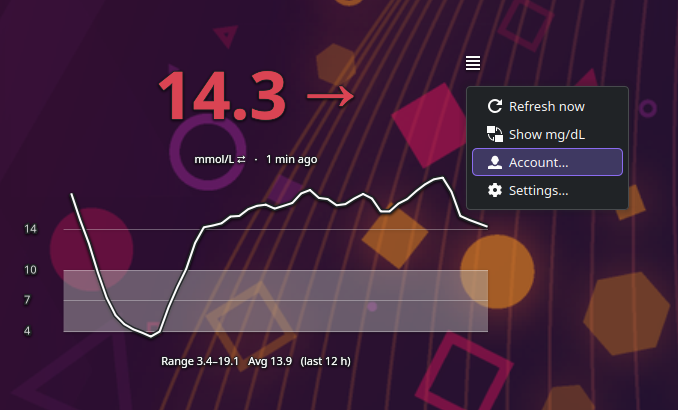 14.3 →
mmol/L ⇄ · 1 min ago
Refresh now
Show mg/dL
Account...
Settings...
14
10
7
4
Range 3.4–19.1 Avg 13.9 (last 12 h)